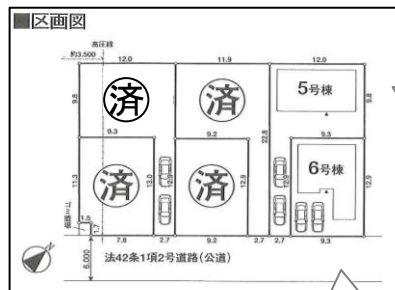 ■区画図
高圧線
約3.500
12.0
11.9
12.0
済
済
5号棟
9.8
9.8
9.3
9.2
22.8
9.3
済
済
6号棟
11.3
13.0
12.9
12.9
12.9
ゴミ置場
1.5
1.7
7.8
2.7
9.2
2.7
2.7
9.3
6.000
法42条1項2号道路(公道)